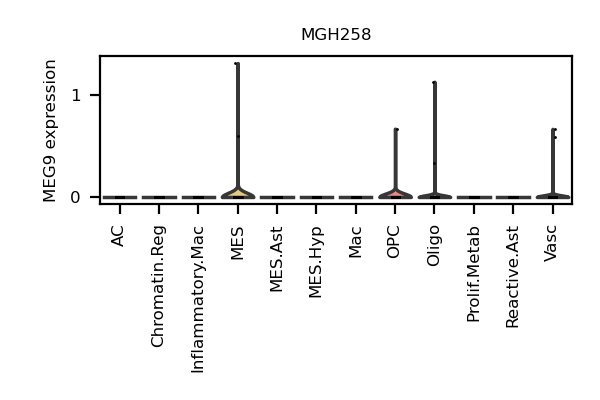 MGH258
MEG9 expression
1
0
AC
Chromatin.Reg
Inflammatory.Mac
MES
MES.Ast
MES.Hyp
Mac
OPC
Oligo
Prolif.Metab
Reactive.Ast
Vasc